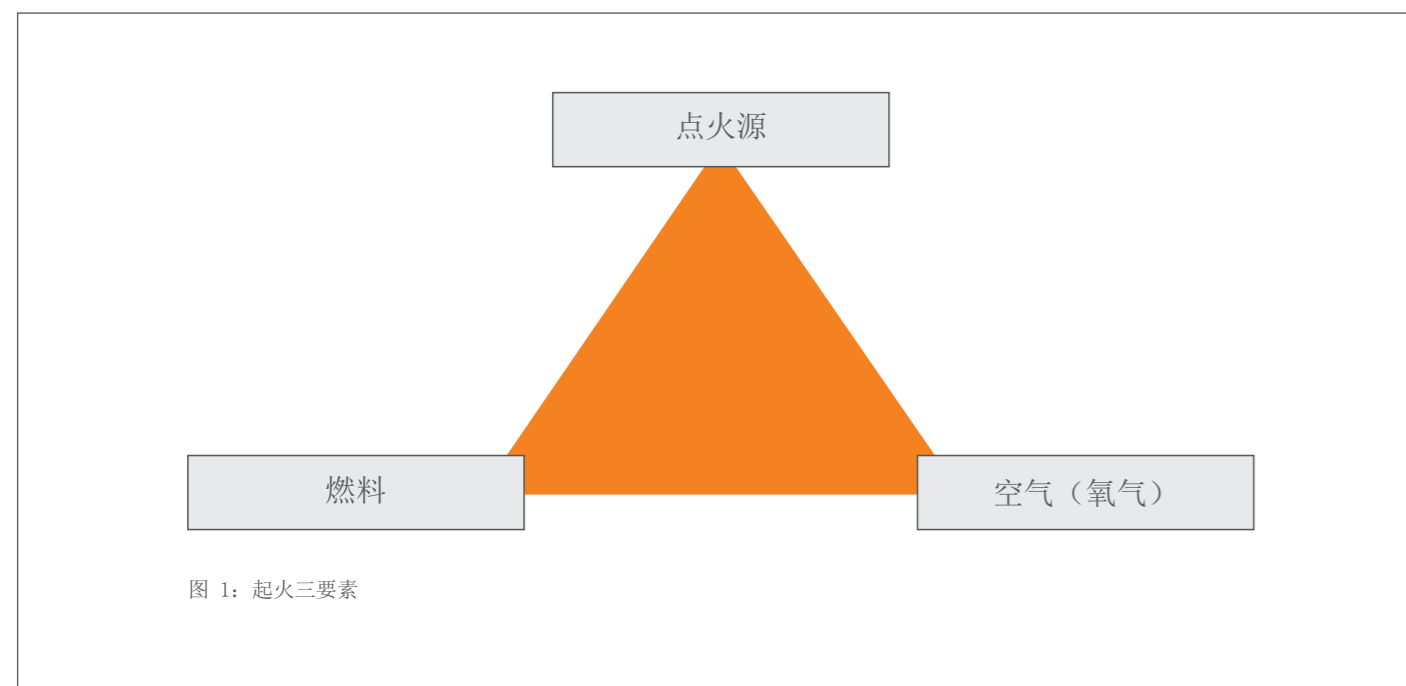 点火源
燃料
空气（氧气）
图 1：起火三要素